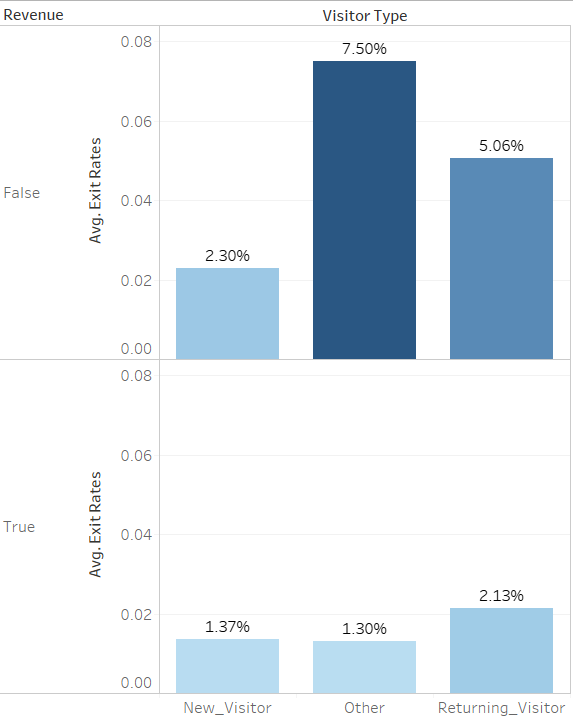 Revenue
Visitor Type
False
Avg. Exit Rates
0.08
0.06
0.04
0.02
0.00
7.50%
5.06%
2.30%
True
Avg. Exit Rates
0.08
0.06
0.04
0.02
0.00
2.13%
1.37%
1.30%
New_Visitor
Other
Returning_Visitor